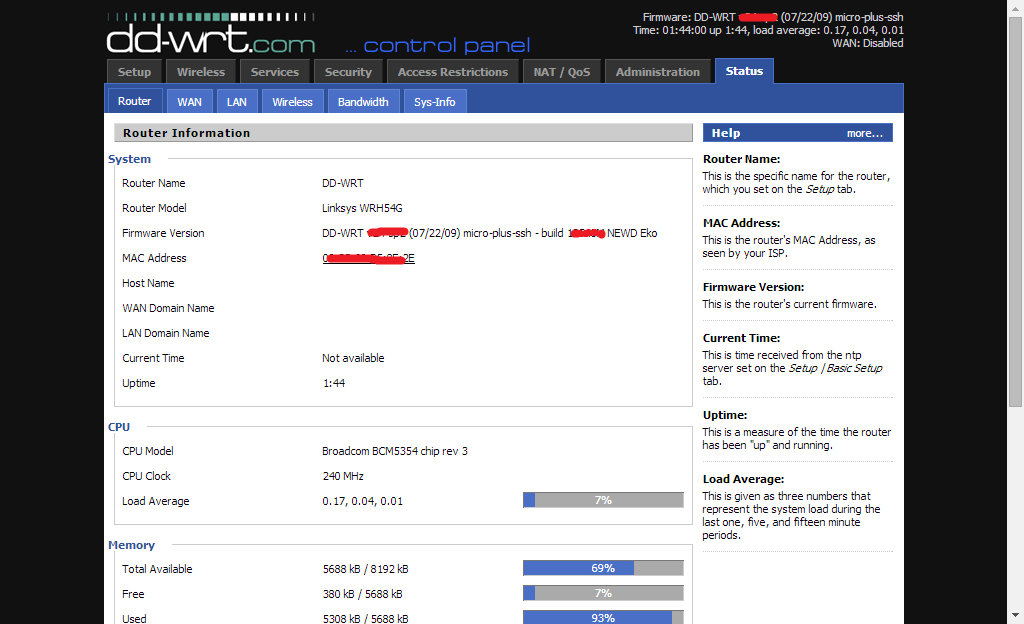 dd-wrt.com ... control panel
Firmware: DD-WRT (07/22/09) micro-plus-ssh
Time: 01:44:00 up 1:44, load average: 0.17, 0.04, 0.01
WAN: Disabled
Setup Wireless Services Security Access Restrictions NAT / QoS Administration Status
Router WAN LAN Wireless Bandwidth Sys-Info
Router Information
System
Router Name DD-WRT
Router Model Linksys WRH54G
Firmware Version DD-WRT (07/22/09) micro-plus-ssh - build NEWD Eko
MAC Address
Host Name
WAN Domain Name
LAN Domain Name
Current Time Not available
Uptime 1:44
CPU
CPU Model Broadcom BCM5354 chip rev 3
CPU Clock 240 MHz
Load Average 0.17, 0.04, 0.01 7%
Memory
Total Available 5688 kB / 8192 kB 69%
Free 380 kB / 5688 kB 7%
Used 5308 kB / 5688 kB 93%
Help more...
Router Name:
This is the specific name for the router,
which you set on the Setup tab.
MAC Address:
This is the router's MAC Address, as
seen by your ISP.
Firmware Version:
This is the router's current firmware.
Current Time:
This is time received from the ntp
server set on the Setup / Basic Setup
tab.
Uptime:
This is a measure of the time the router
has been "up" and running.
Load Average:
This is given as three numbers that
represent the system load during the
last one, five, and fifteen minute
periods.